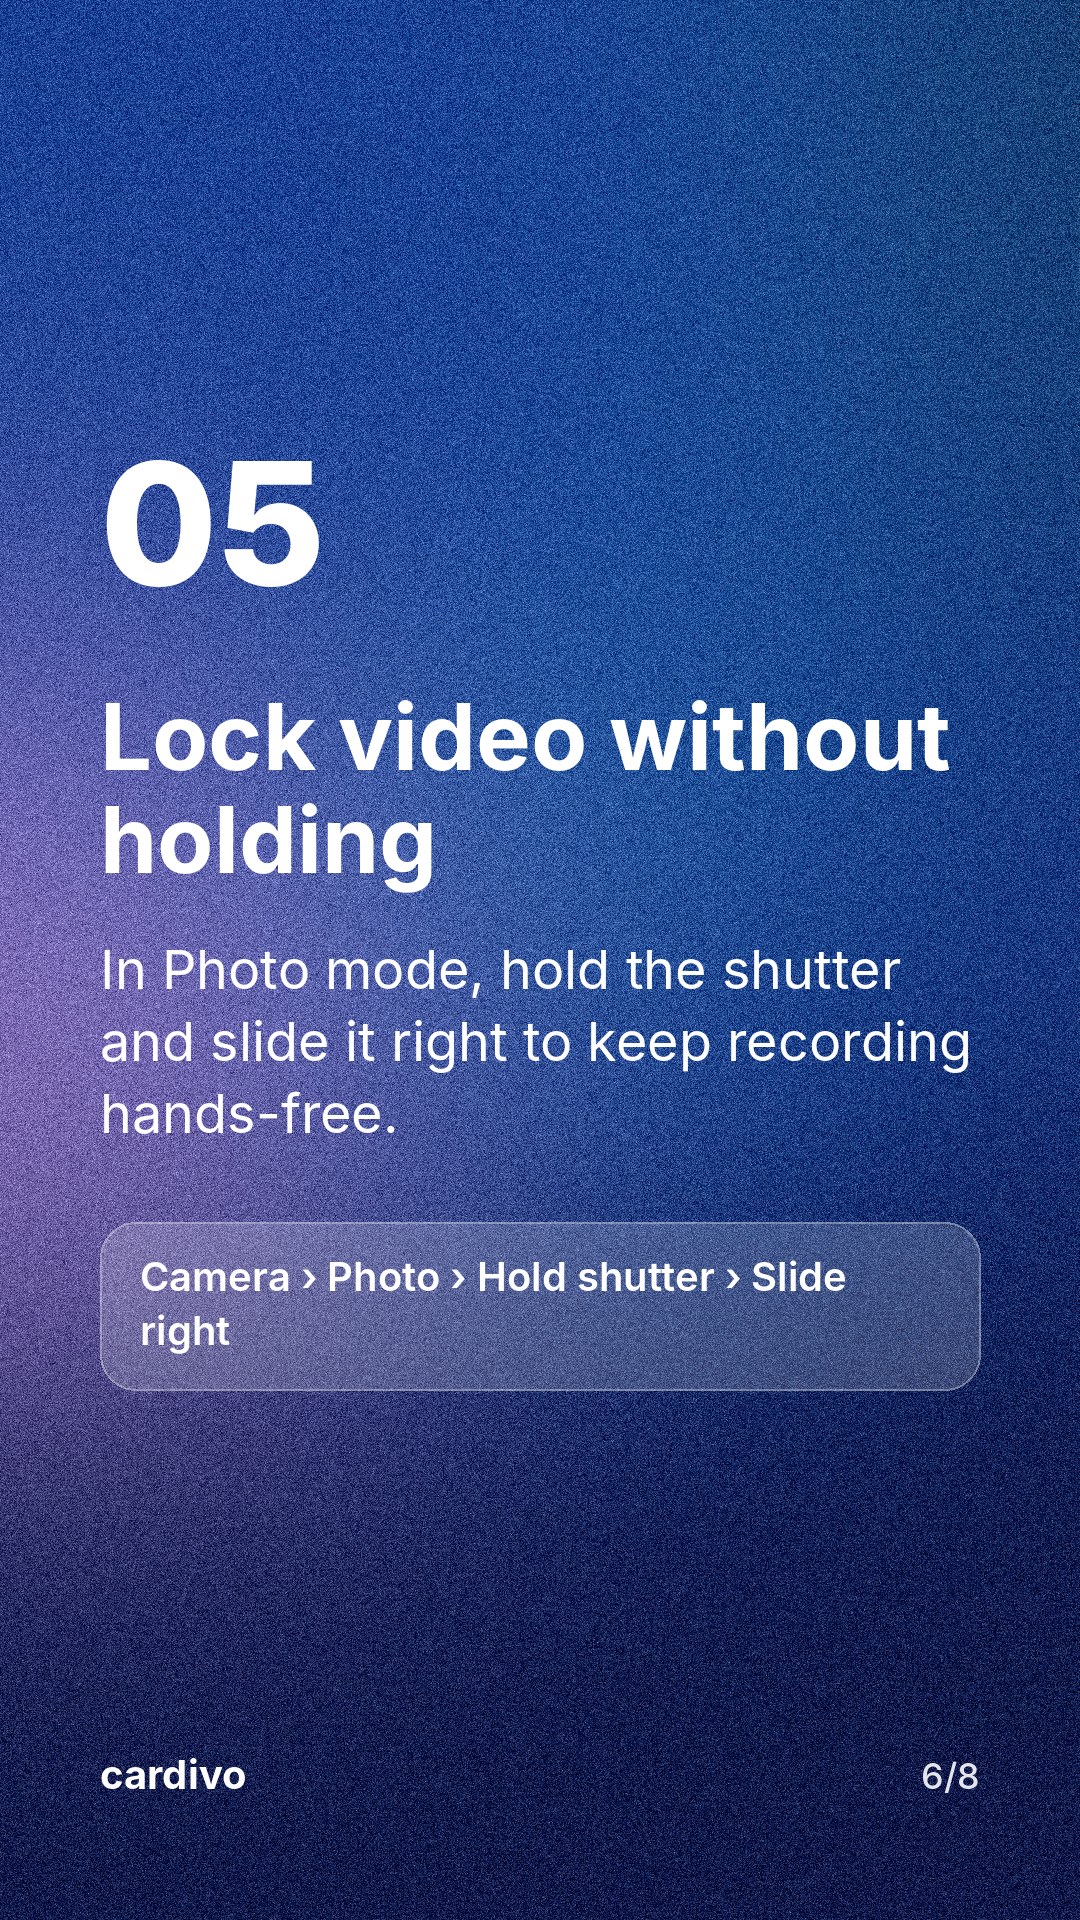 05
Lock video without
holding
In Photo mode, hold the shutter
and slide it right to keep recording
hands-free.
Camera › Photo › Hold shutter › Slide
right
cardivo
6/8